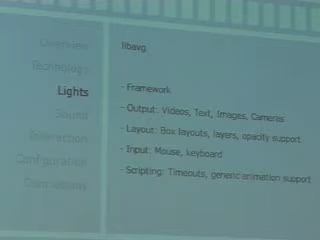 Overview
Technology
Lights
Sound
Interaction
Configuration
Conclusions
libavg
- Framework
- Output: Videos, Text, Images, Cameras
- Layout: Box layouts, layers, opacity support
- Input: Mouse, keyboard
- Scripting: Timeouts, generic animation support